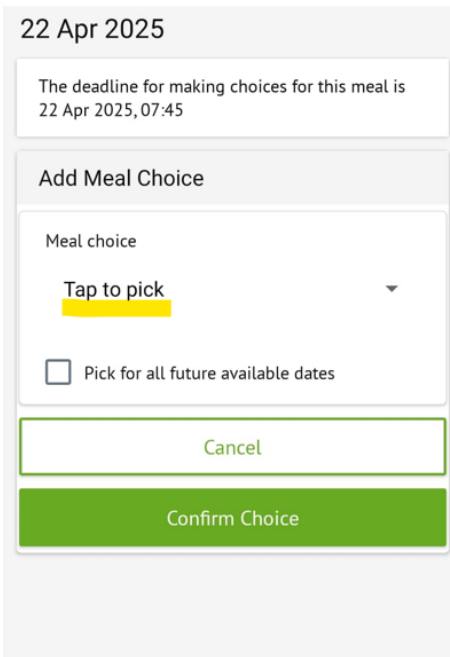 22 Apr 2025
The deadline for making choices for this meal is
22 Apr 2025, 07:45
Add Meal Choice
Meal choice
Tap to pick
Pick for all future available dates
Cancel
Confirm Choice